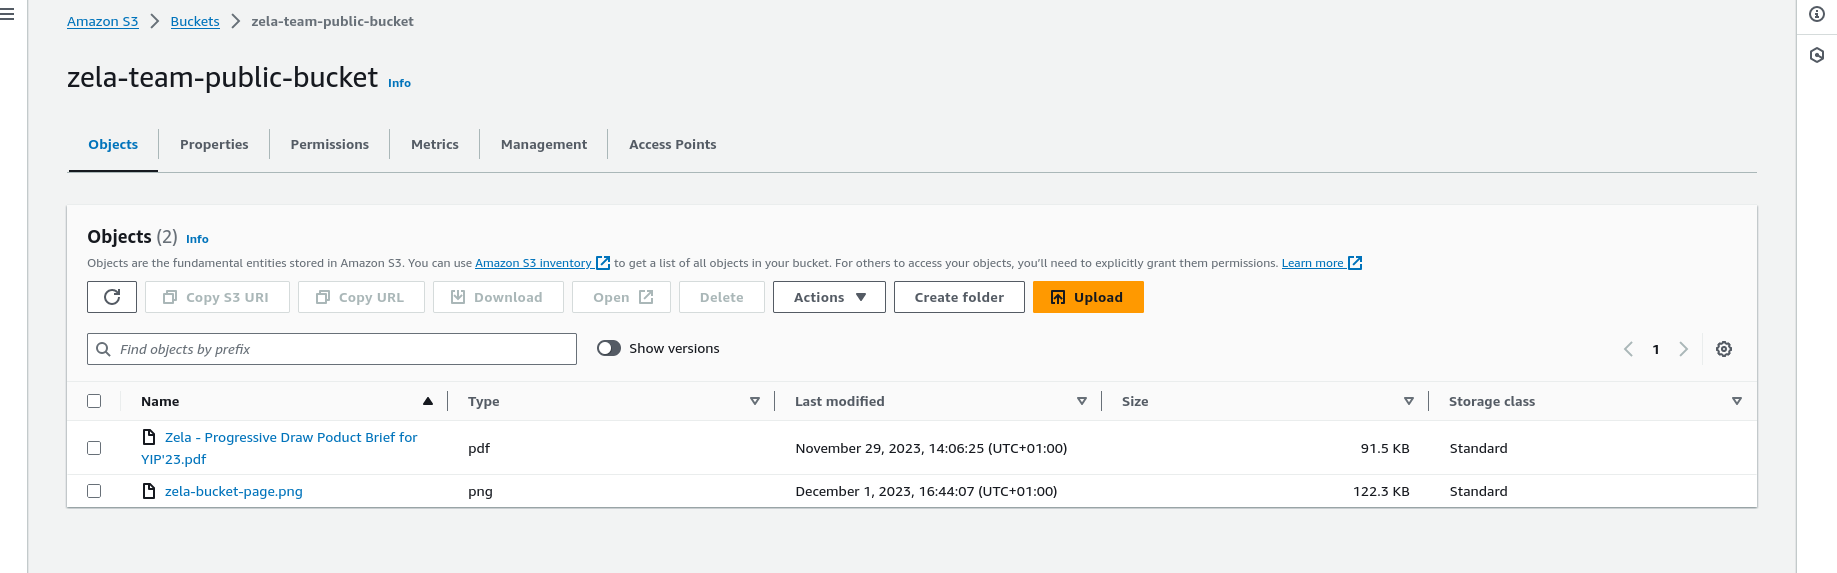 Amazon S3 > Buckets > zela-team-public-bucket
zela-team-public-bucket Info
Objects Properties Permissions Metrics Management Access Points
Objects (2) Info
Objects are the fundamental entities stored in Amazon S3. You can use Amazon S3 inventory to get a list of all objects in your bucket. For others to access your objects, you'll need to explicitly grant them permissions. Learn more
Copy S3 URI Copy URL Download Open Delete Actions Create folder Upload
Find objects by prefix Show versions 1
Name Type Last modified Size Storage class
Zela - Progressive Draw Poduct Brief for
YIP'23.pdf pdf November 29, 2023, 14:06:25 (UTC+01:00) 91.5 KB Standard
zela-bucket-page.png png December 1, 2023, 16:44:07 (UTC+01:00) 122.3 KB Standard